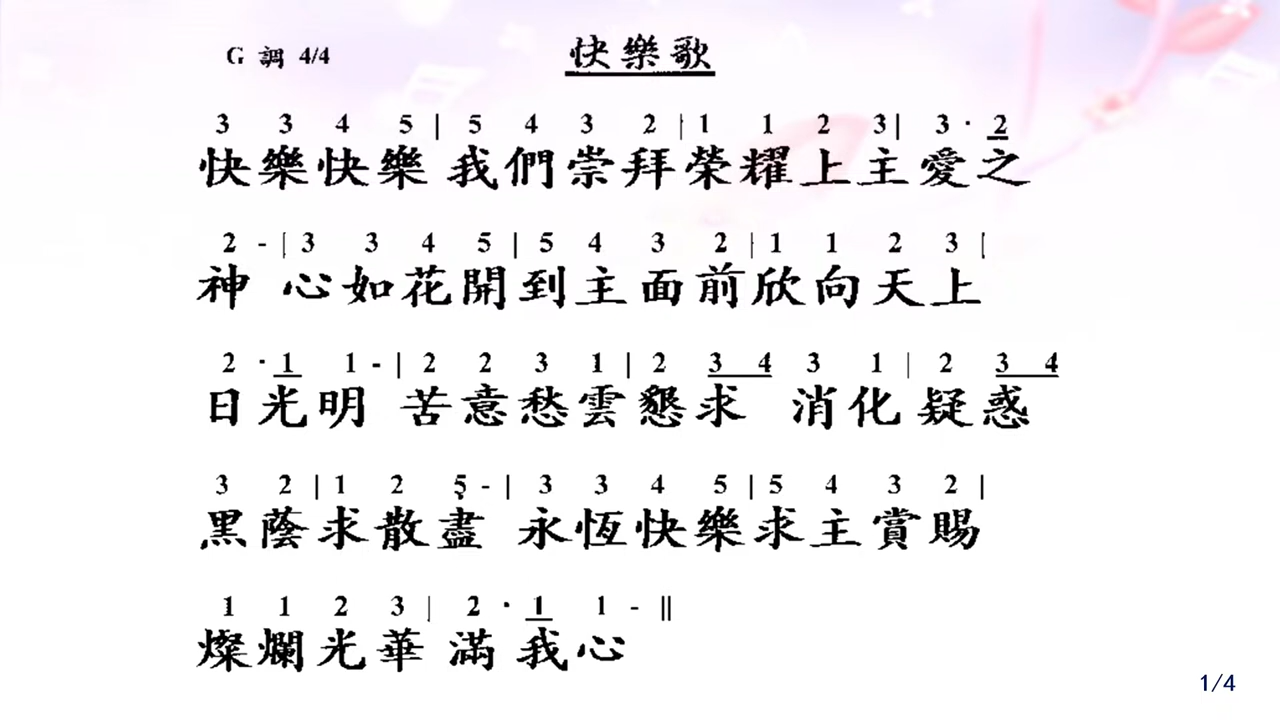 G 調 4/4 快樂歌
3 3 4 5 | 5 4 3 2 | 1 1 2 3 | 3 · 2
快樂快樂 我們崇拜榮耀上主愛之
2 - | 3 3 4 5 | 5 4 3 2 | 1 1 2 3 |
神 心如花開到主面前欣向天上
2 · 1 1 - | 2 2 3 1 | 2 3 4 3 1 | 2 3 4
日光明 苦意愁雲懇求 消化疑惑
3 2 | 1 2 5̣ - | 3 3 4 5 | 5 4 3 2 |
黑蔭求散盡 永恆快樂求主賞賜
1 1 2 3 | 2 · 1 1 - ||
燦爛光華 滿我心
1/4